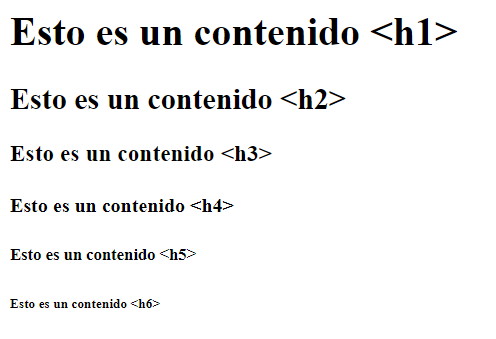 Esto es un contenido <h1>
Esto es un contenido <h2>
Esto es un contenido <h3>
Esto es un contenido <h4>
Esto es un contenido <h5>
Esto es un contenido <h6>